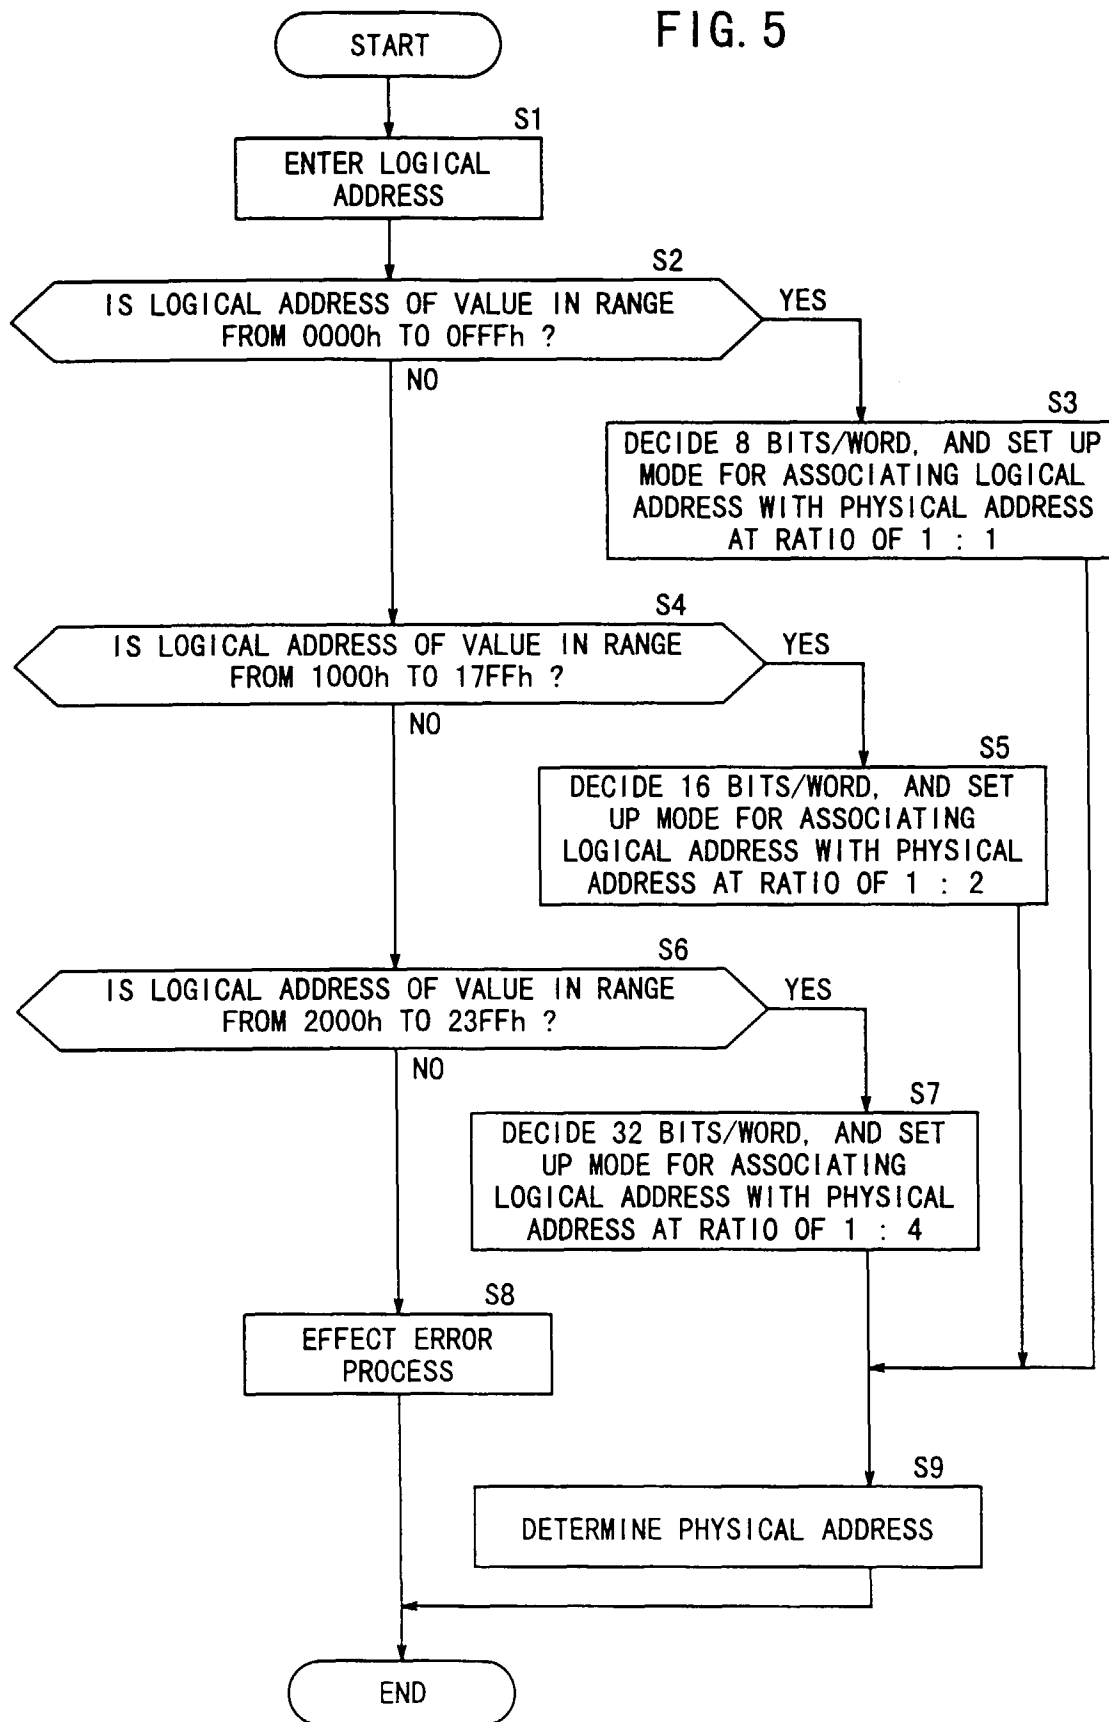 FIG. 5
START
S1
ENTER LOGICAL
ADDRESS
S2
IS LOGICAL ADDRESS OF VALUE IN RANGE
FROM 0000h TO 0FFFh ?
YES
NO
S3
DECIDE 8 BITS/WORD, AND SET UP
MODE FOR ASSOCIATING LOGICAL
ADDRESS WITH PHYSICAL ADDRESS
AT RATIO OF 1 : 1
S4
IS LOGICAL ADDRESS OF VALUE IN RANGE
FROM 1000h TO 17FFh ?
YES
NO
S5
DECIDE 16 BITS/WORD, AND SET
UP MODE FOR ASSOCIATING
LOGICAL ADDRESS WITH PHYSICAL
ADDRESS AT RATIO OF 1 : 2
S6
IS LOGICAL ADDRESS OF VALUE IN RANGE
FROM 2000h TO 23FFh ?
YES
NO
S7
DECIDE 32 BITS/WORD, AND SET
UP MODE FOR ASSOCIATING
LOGICAL ADDRESS WITH PHYSICAL
ADDRESS AT RATIO OF 1 : 4
S8
EFFECT ERROR
PROCESS
S9
DETERMINE PHYSICAL ADDRESS
END